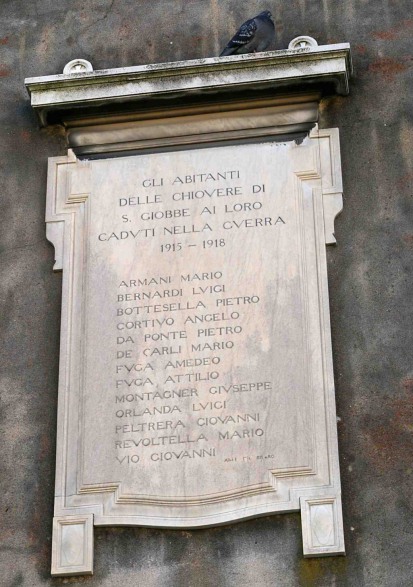 GLI ABITANTI
DELLE CHIOVERE DI
S. GIOBBE AI LORO
CADVTI NELLA GVERRA
1915 - 1918
ARMANI MARIO
BERNARDI LVIGI
BOTTESELLA PIETRO
CORTIVO ANGELO
DA PONTE PIETRO
DE CARLI MARIO
FVGA AMEDEO
FVGA ATTILIO
MONTAGNER GIVSEPPE
ORLANDA LVIGI
PELTRERA GIOVANNI
REVOLTELLA MARIO
VIO GIOVANNI